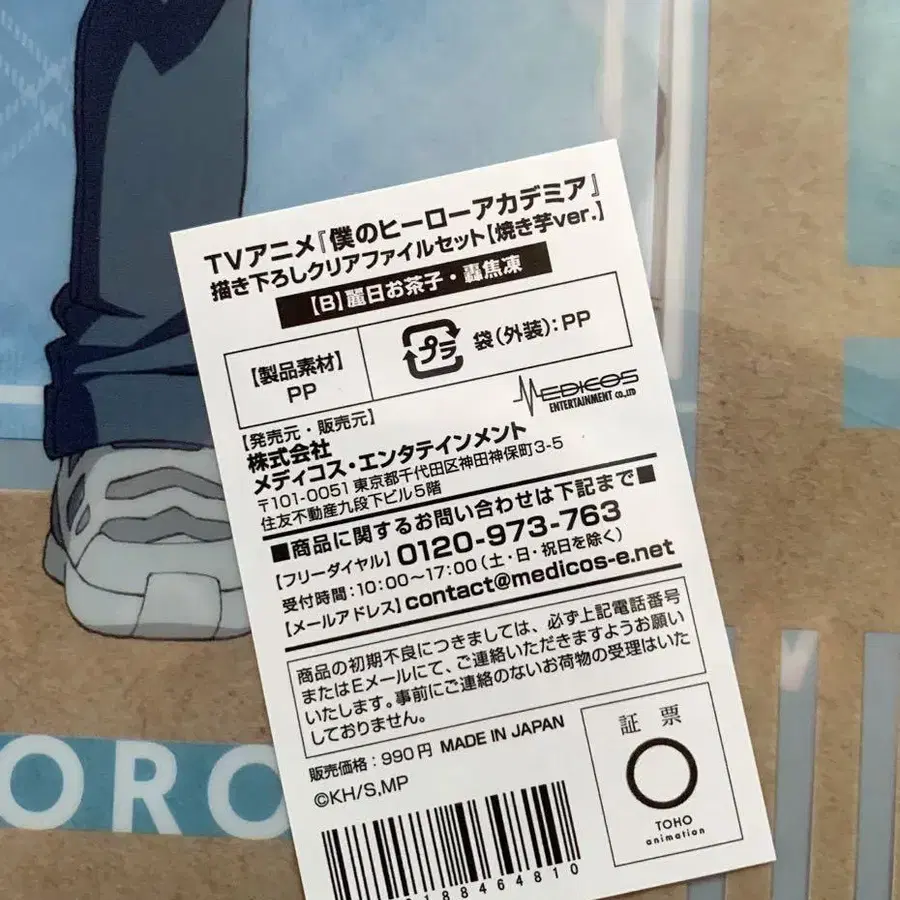 TVアニメ『僕のヒーローアカデミア』
描き下ろしクリアファイルセット【焼き芋ver.】
【B】麗日お茶子・轟焦凍
【製品素材】
PP
プラ
袋(外装):PP
MEDICOS
ENTERTAINMENT CO.,LTD
【発売元・販売元】
株式会社
メディコス・エンタテインメント
〒101-0051 東京都千代田区神田神保町3-5
住友不動産九段下ビル5階
■商品に関するお問い合わせは下記まで■
【フリーダイヤル】0120-973-763
受付時間:10:00~17:00(土・日・祝日を除く)
【メールアドレス】contact@medicos-e.net
商品の初期不良につきましては、必ず上記電話番号
またはEメールにて、ご連絡いただきますようお願い
いたします。事前にご連絡のないお荷物の受理はいた
しておりません。
販売価格:990円 MADE IN JAPAN
©KH/S,MP
証票
TOHO
animation
188464810
ORO